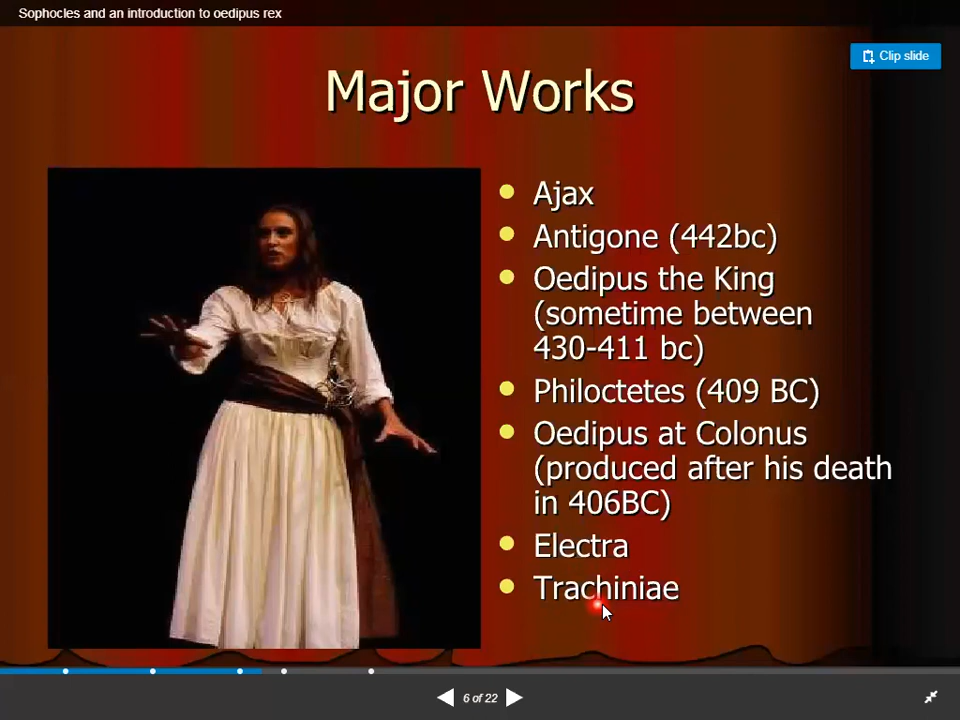 Sophocles and an introduction to oedipus rex
Clip slide
Major Works
Ajax
Antigone (442bc)
Oedipus the King
(sometime between
430-411 bc)
Philoctetes (409 BC)
Oedipus at Colonus
(produced after his death
in 406BC)
Electra
Trachiniae
6 of 22